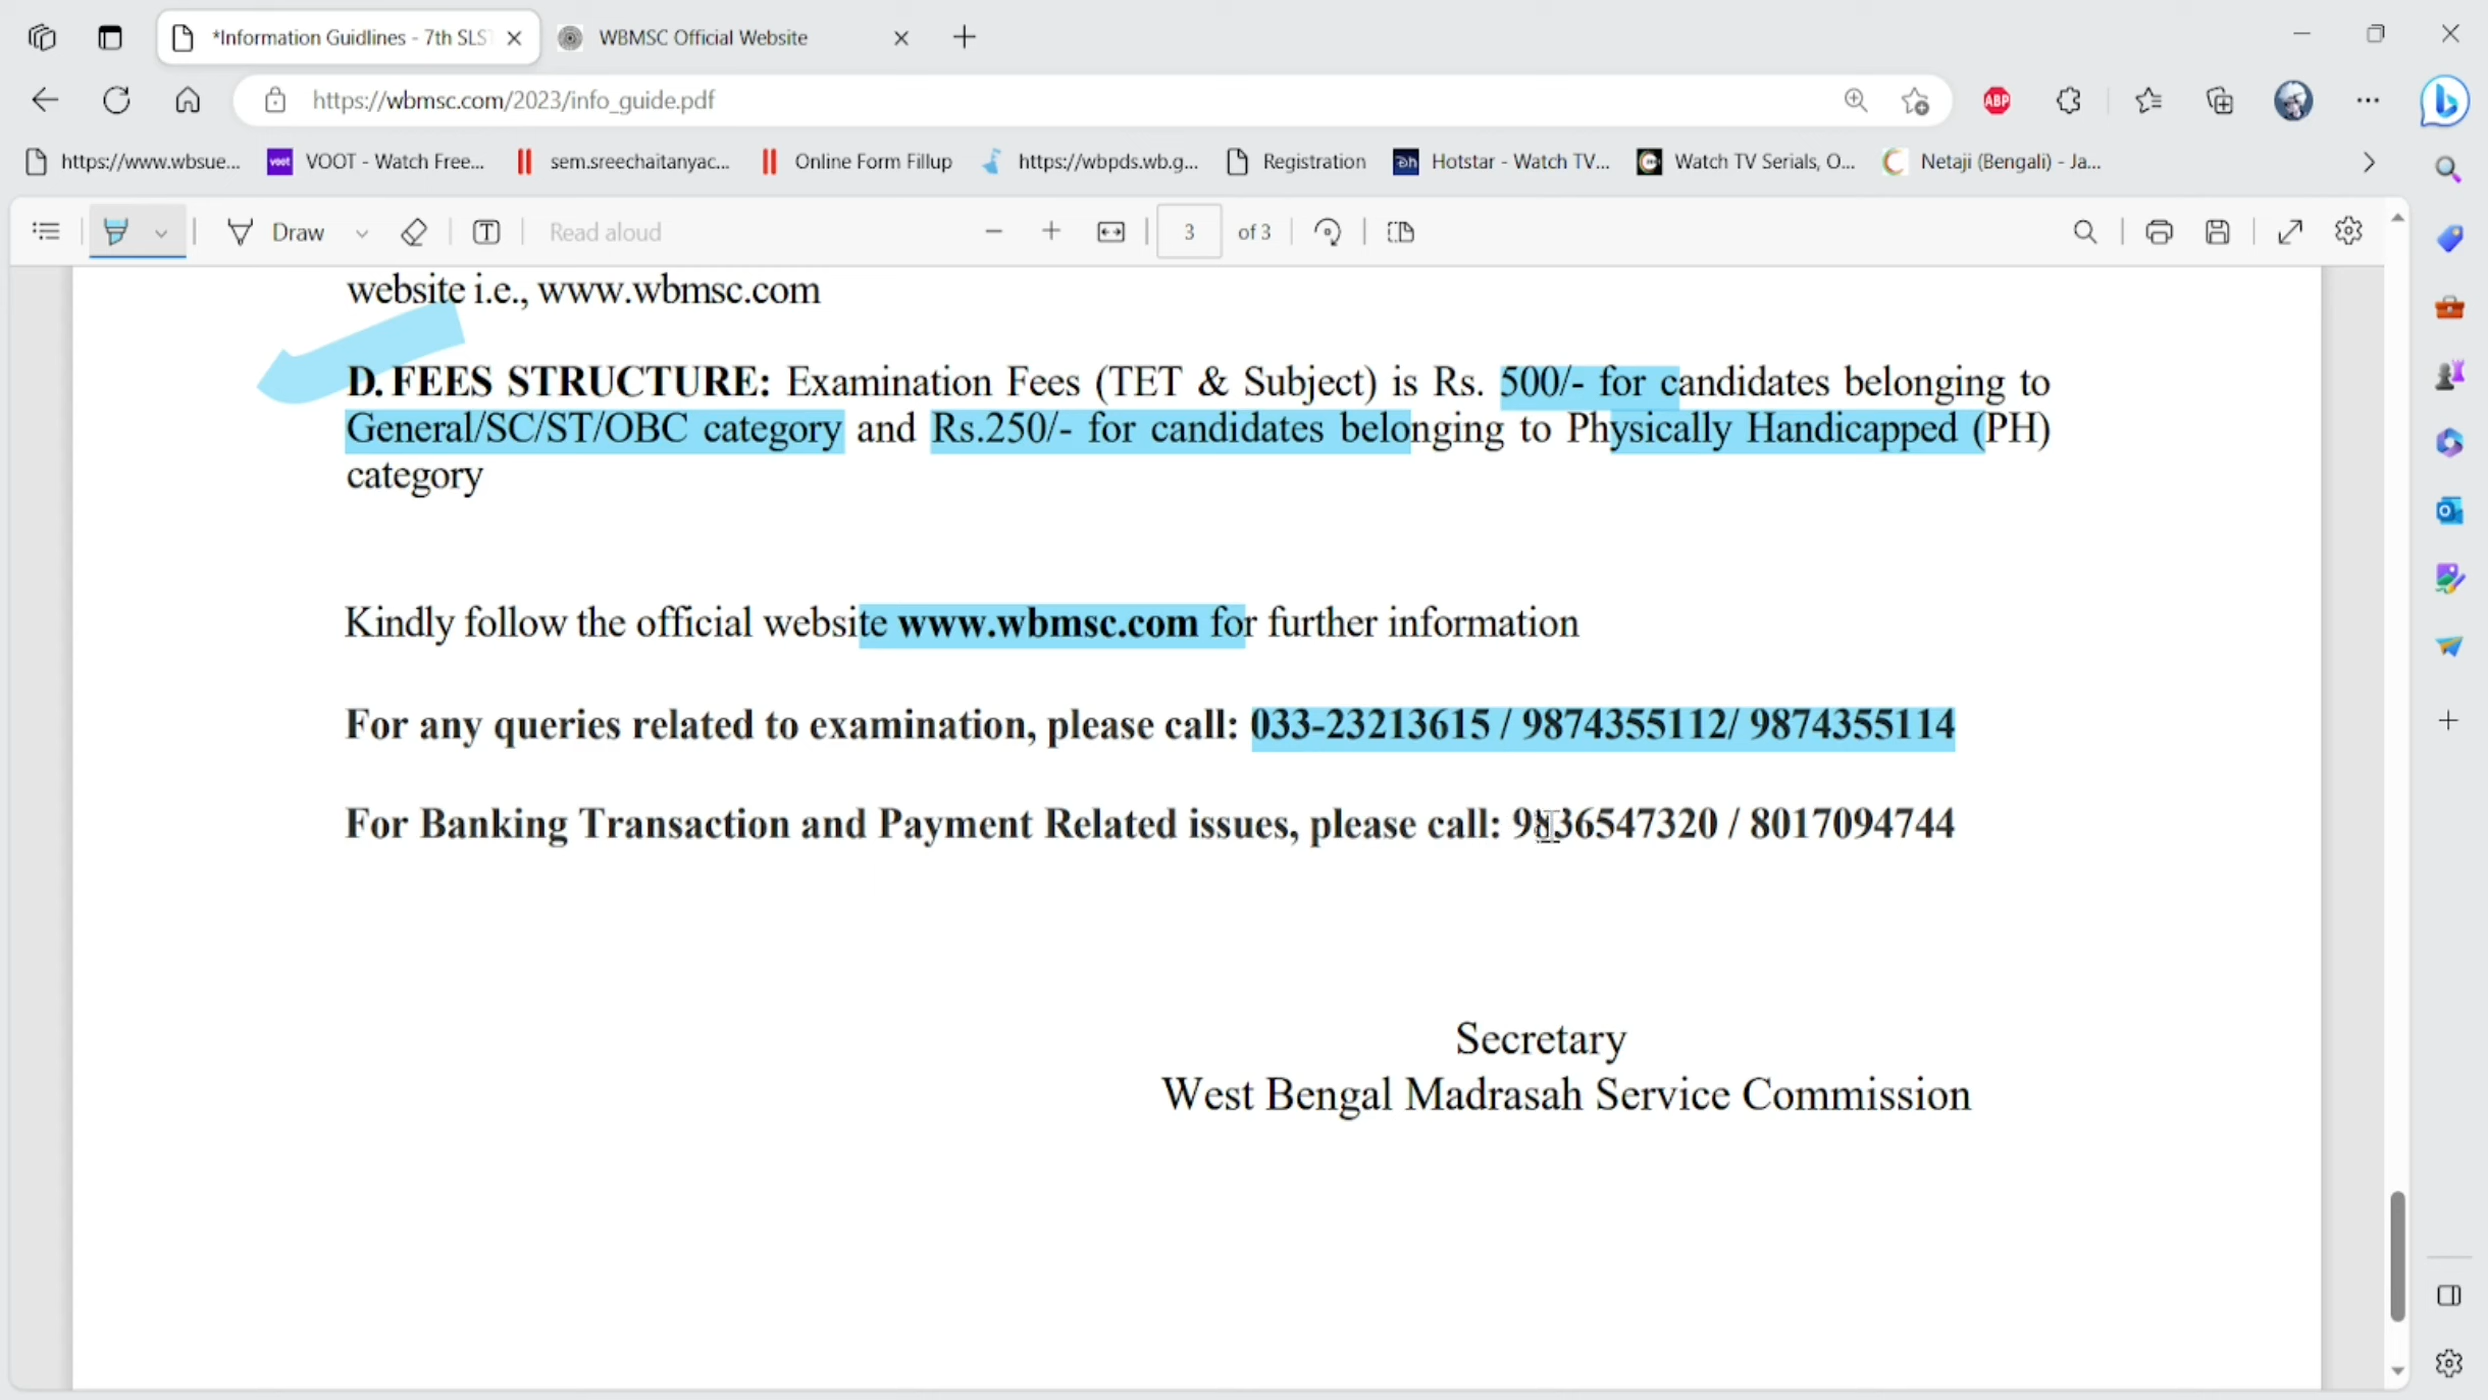 *Information Guidlines - 7th SLS
WBMSC Official Website
https://wbmsc.com/2023/info_guide.pdf
ABP
https://www.wbsue...
voot
VOOT - Watch Free...
sem.sreechaitanyac...
Online Form Fillup
https://wbpds.wb.g...
Registration
Hotstar - Watch TV...
Watch TV Serials, O...
Netaji (Bengali) - Ja...
Draw
Read aloud
3 of 3
website i.e., www.wbmsc.com
D. FEES STRUCTURE: Examination Fees (TET & Subject) is Rs. 500/- for candidates belonging to
General/SC/ST/OBC category and Rs.250/- for candidates belonging to Physically Handicapped (PH)
category
Kindly follow the official website www.wbmsc.com for further information
For any queries related to examination, please call: 033-23213615 / 9874355112/ 9874355114
For Banking Transaction and Payment Related issues, please call: 9836547320 / 8017094744
Secretary
West Bengal Madrasah Service Commission